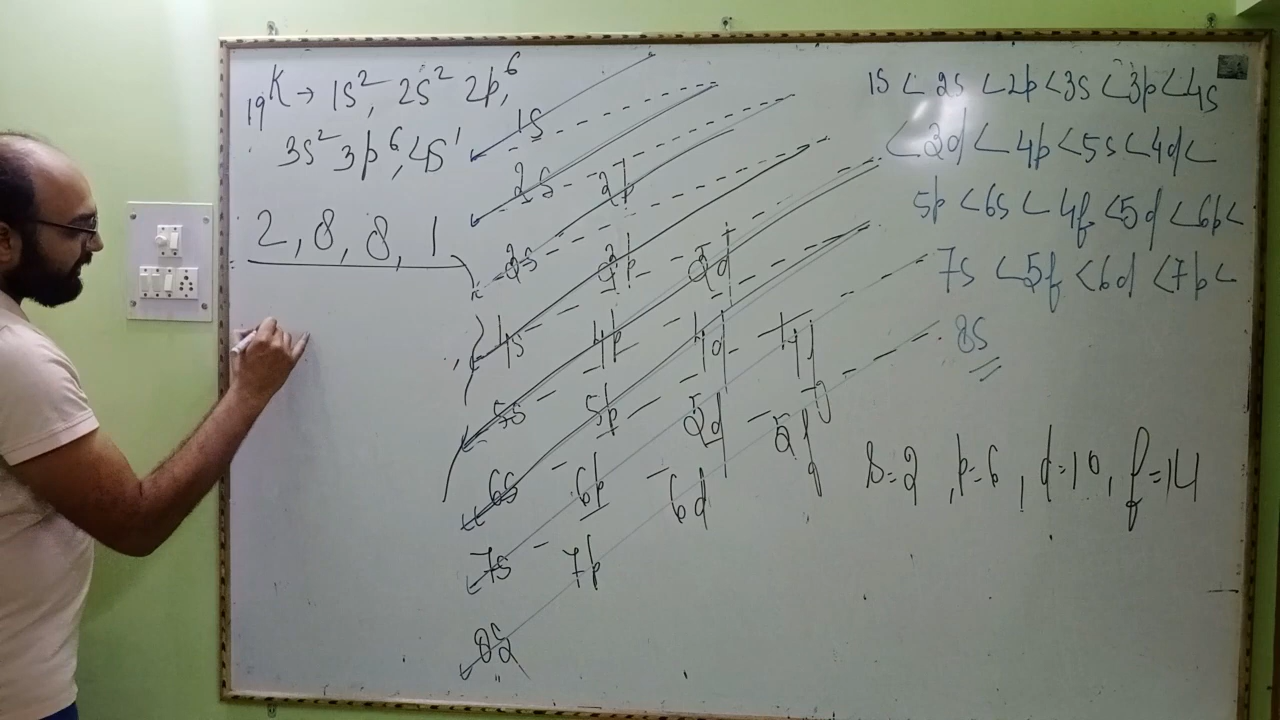 19K → 1s², 2s² 2p⁶,
3s² 3p⁶, 4s¹
2, 8, 8, 1
1s
2s 2p
3s 3p 3d
4s 4p 4d 4f
5s 5p 5d 5f
6s 6p 6d
7s 7p
8s
1s < 2s < 2p < 3s < 3p < 4s
< 3d < 4p < 5s < 4d <
5p < 6s < 4f < 5d < 6p <
7s < 5f < 6d < 7p <
8s
s=2, p=6, d=10, f=14